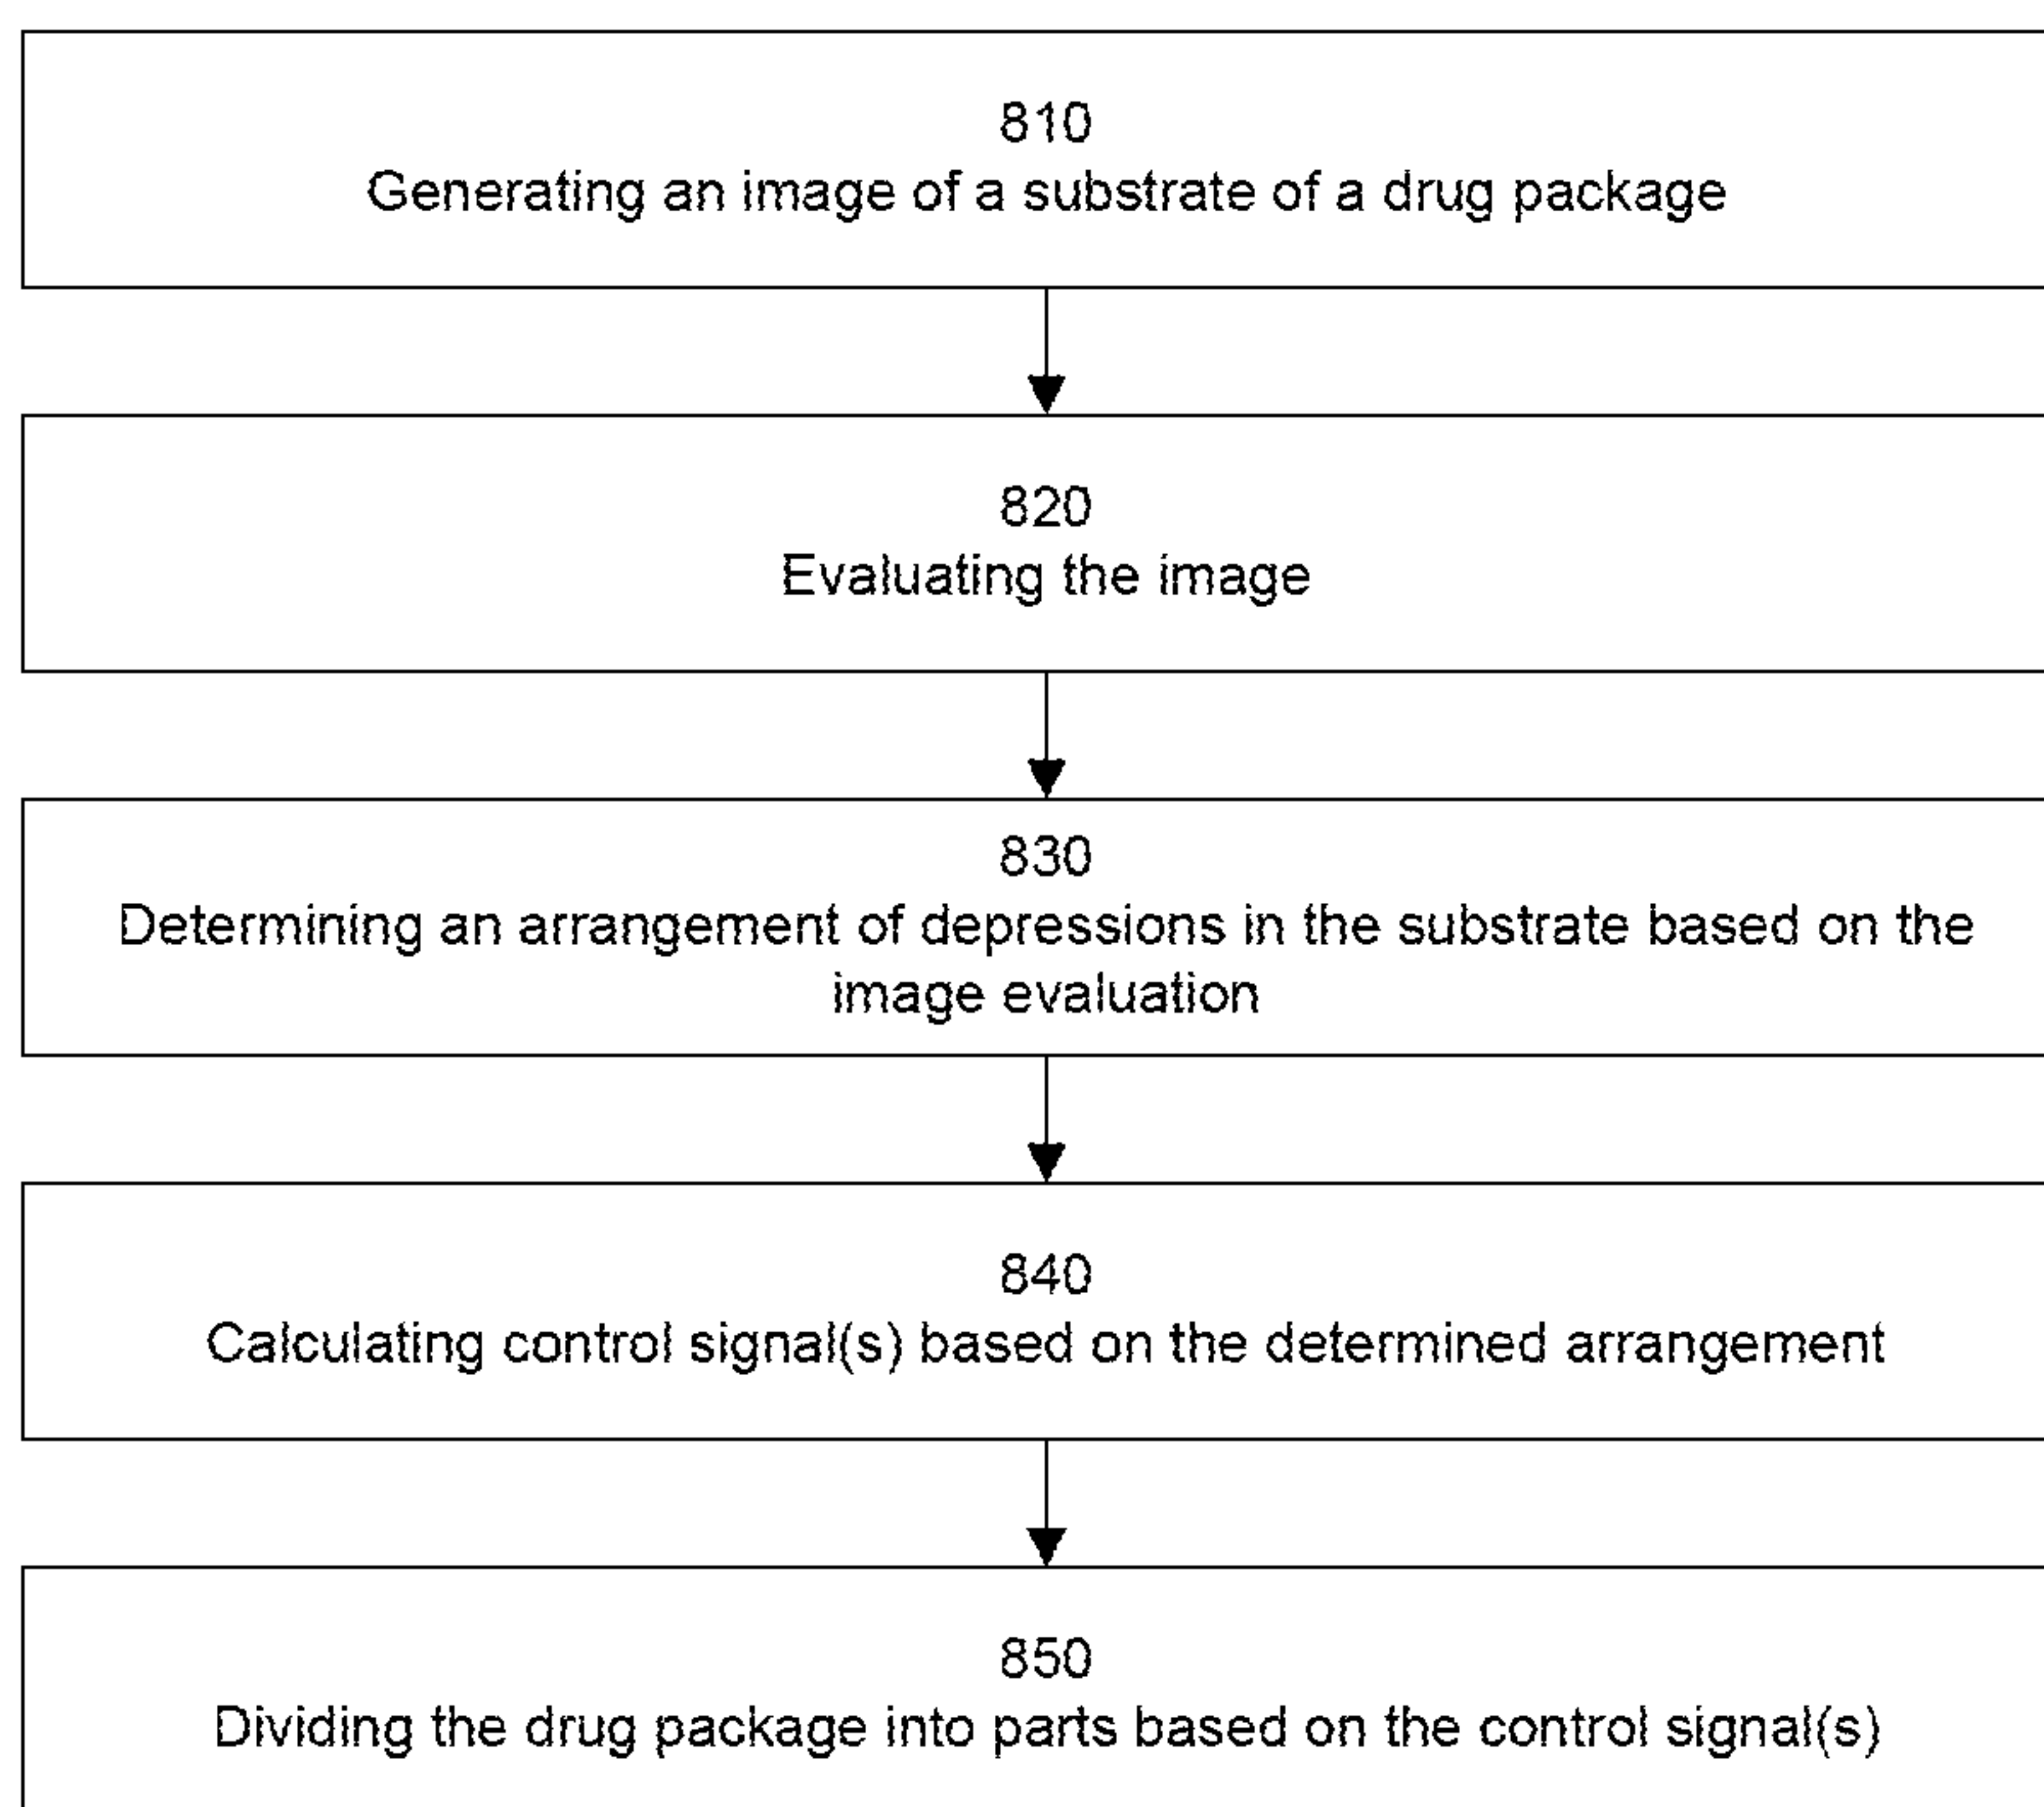 810
Generating an image of a substrate of a drug package
820
Evaluating the image
830
Determining an arrangement of depressions in the substrate based on the
image evaluation
840
Calculating control signal(s) based on the determined arrangement
850
Dividing the drug package into parts based on the control signal(s)